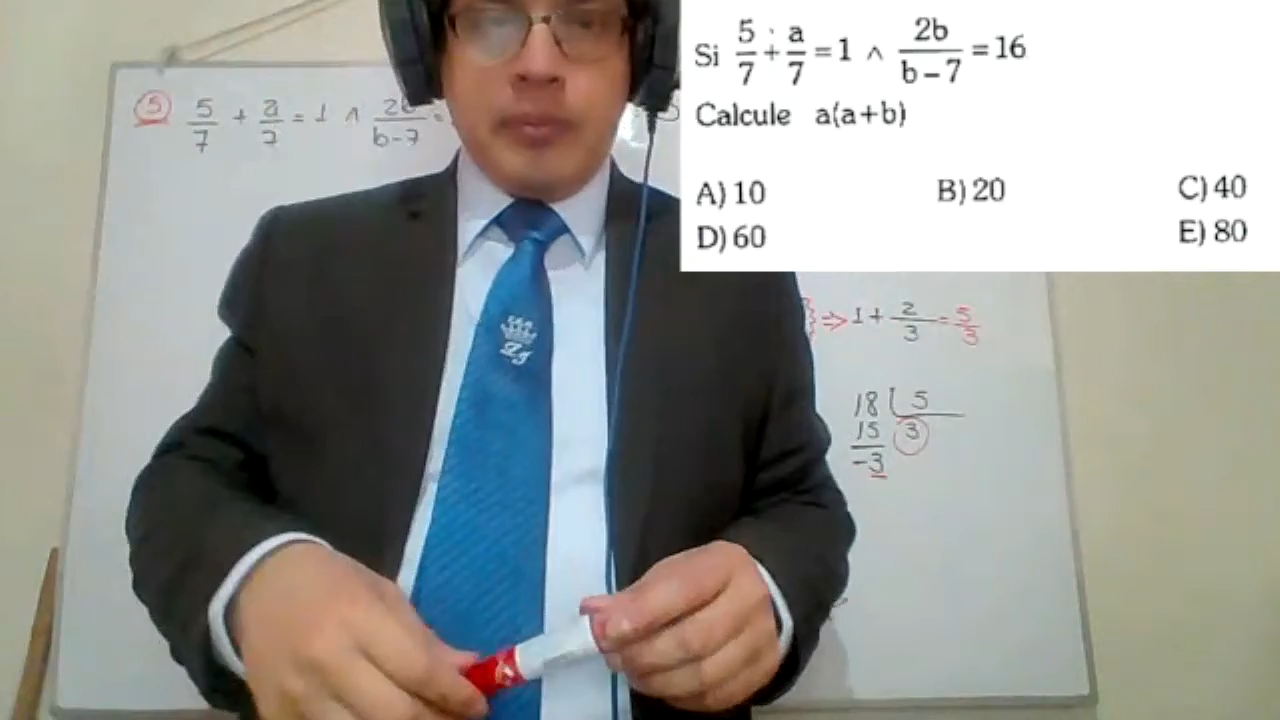 Si 5/7 + a/7 = 1 ∧ 2b/(b-7) = 16
Calcule a(a+b)
A) 10 B) 20 C) 40
D) 60 E) 80
5 5/7 + a/7 = 1 ∧ 2b/(b-7) =
⇒ 1 + 2/3 = 5/3
18 5
15 3
-3